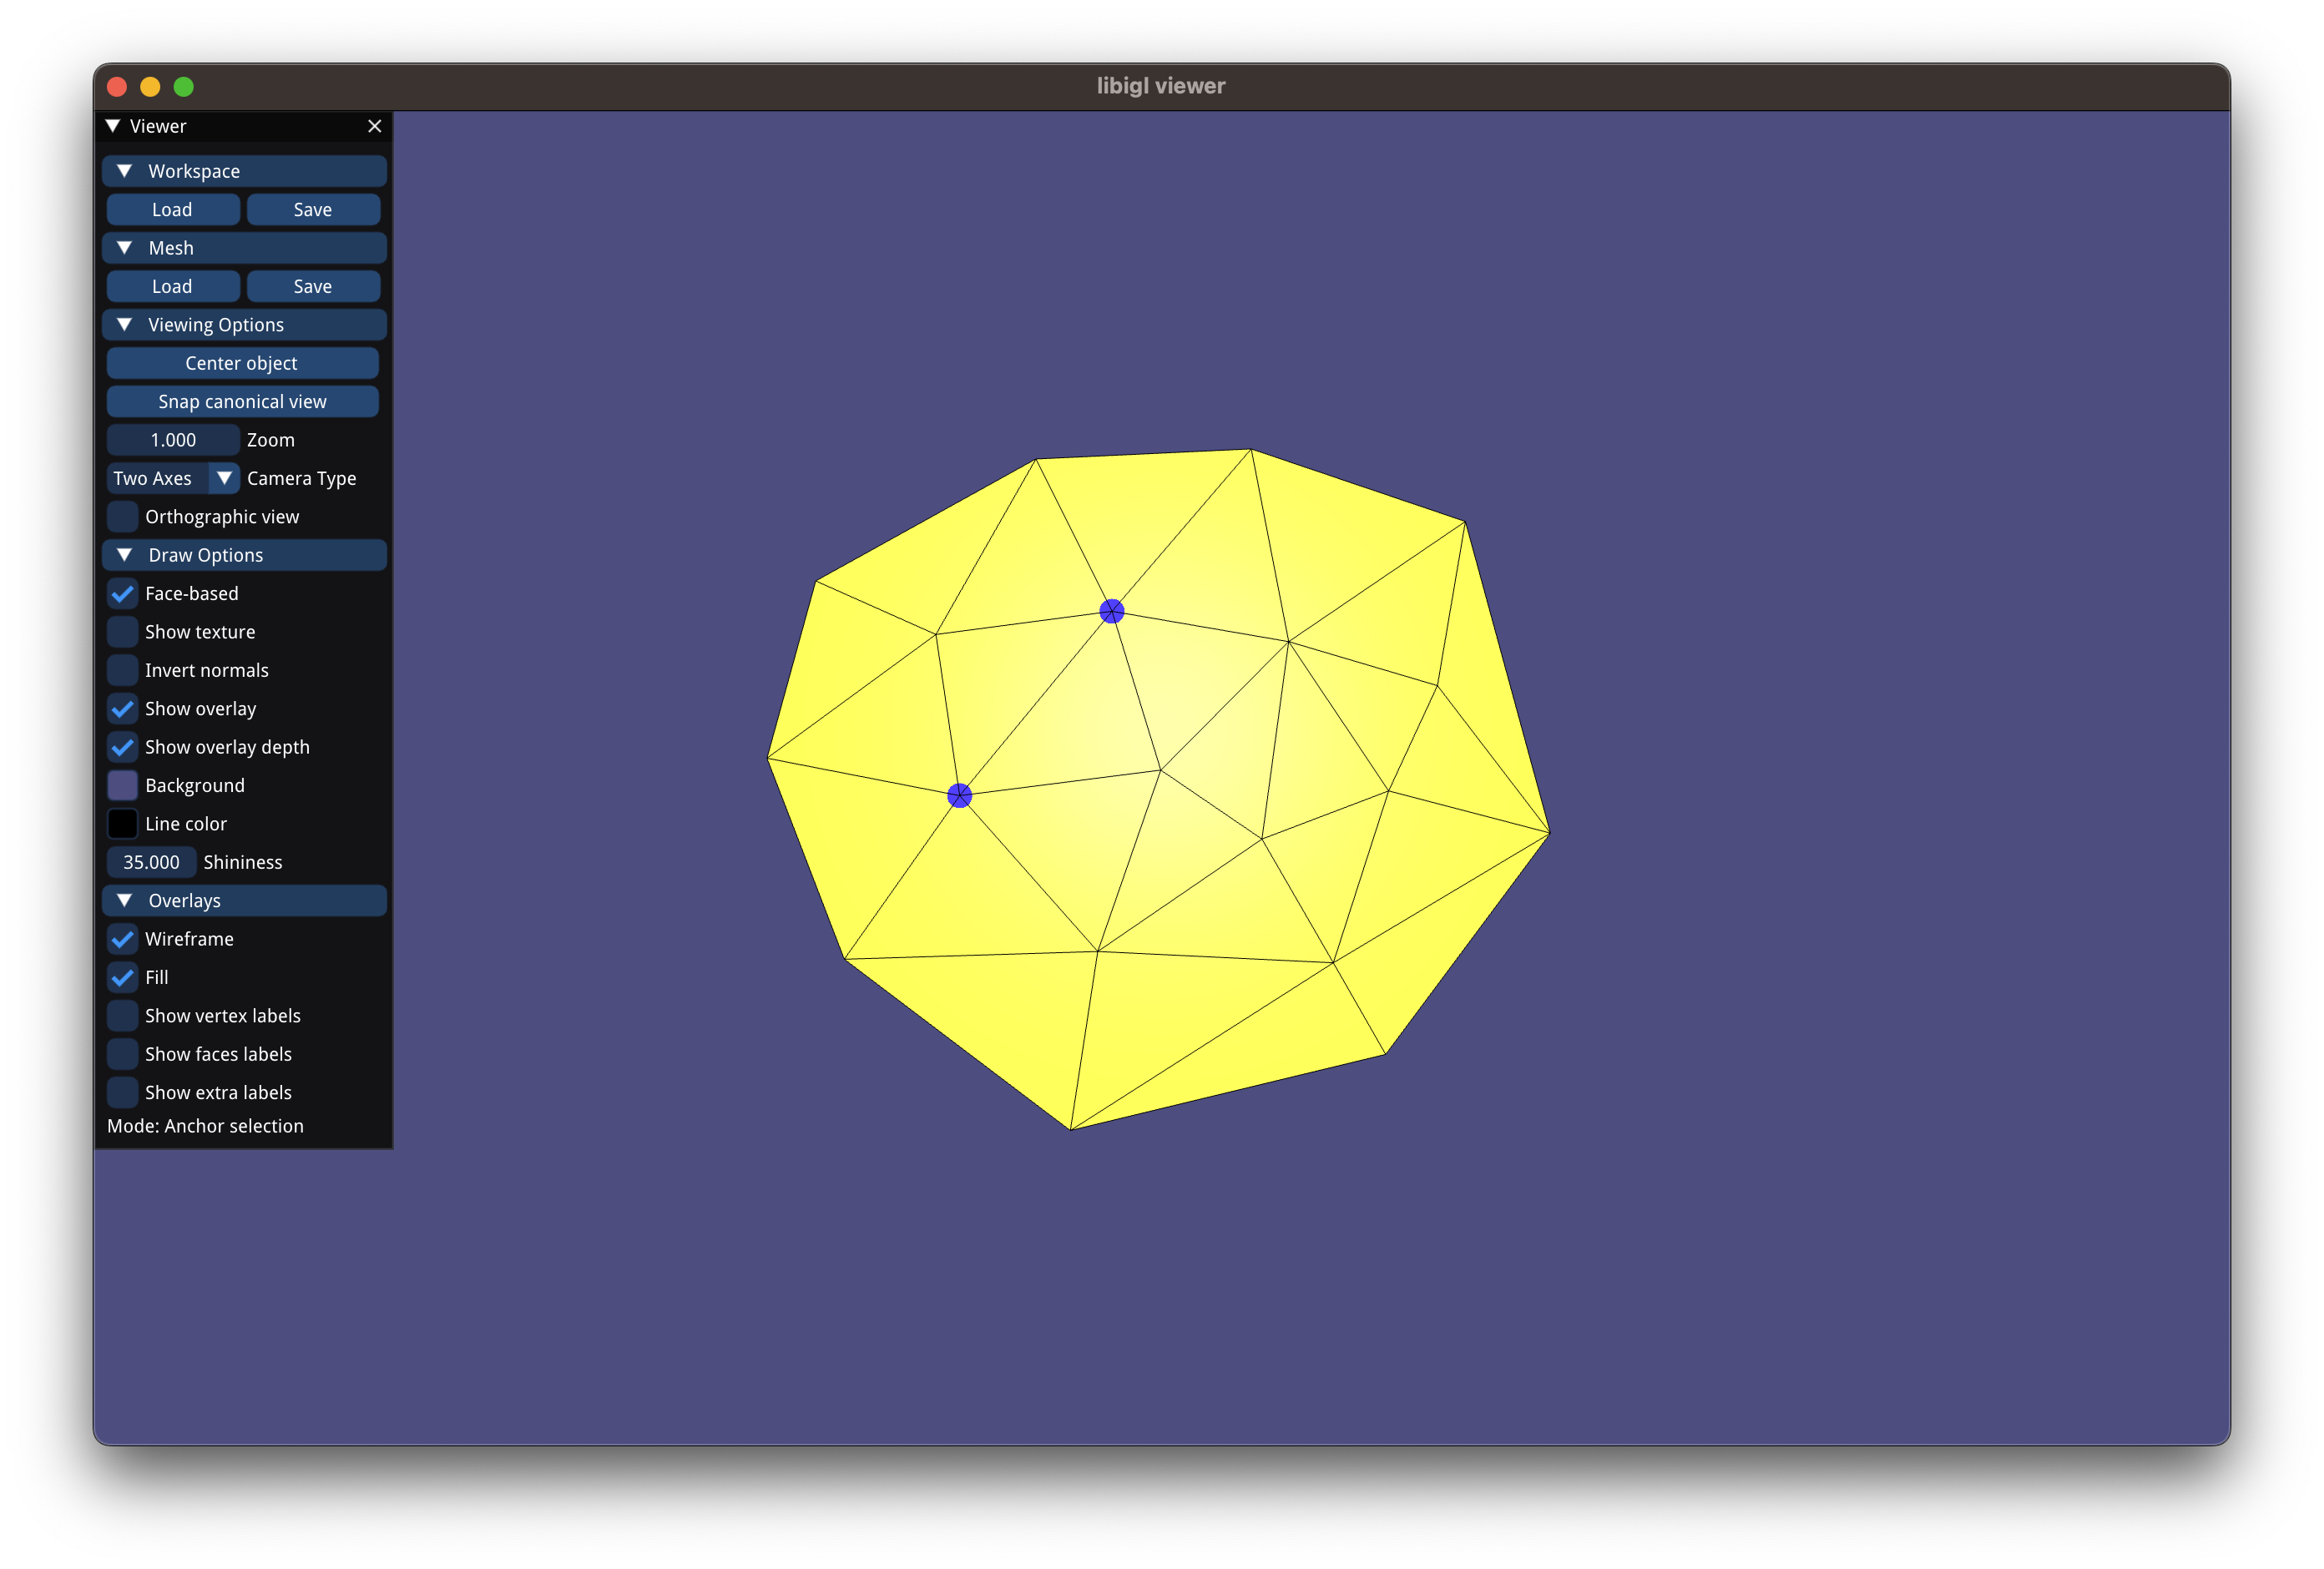 libigl viewer
Viewer
Workspace
Load Save
Mesh
Load Save
Viewing Options
Center object
Snap canonical view
1.000 Zoom
Two Axes Camera Type
Orthographic view
Draw Options
Face-based
Show texture
Invert normals
Show overlay
Show overlay depth
Background
Line color
35.000 Shininess
Overlays
Wireframe
Fill
Show vertex labels
Show faces labels
Show extra labels
Mode: Anchor selection